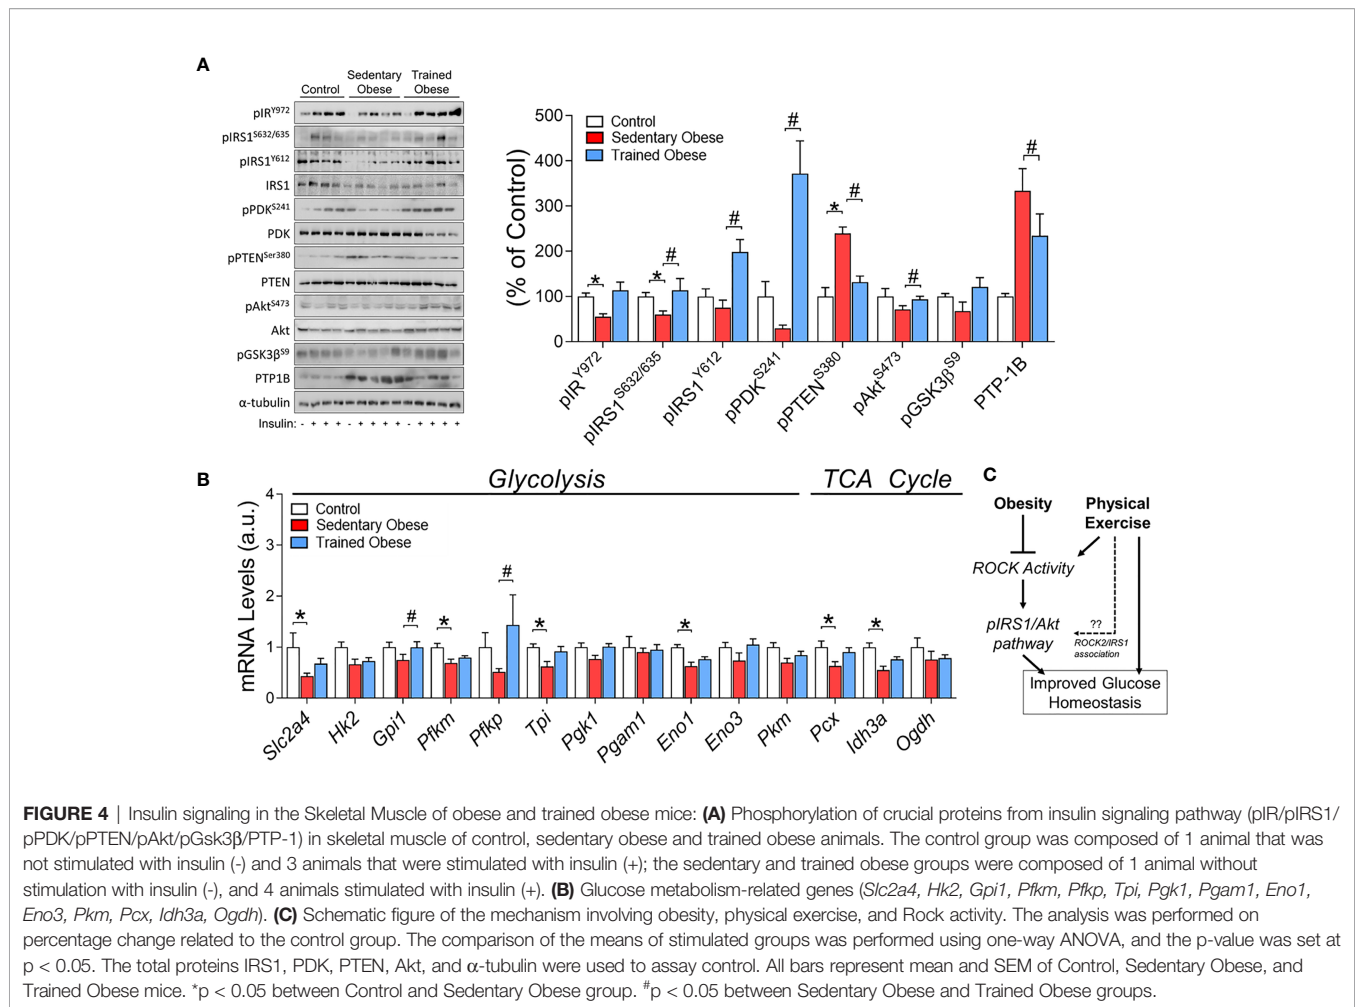 A
Control
Sedentary
Obese
Trained
Obese
pIR^Y972
pIRS1^S632/635
pIRS1^Y612
IRS1
pPDK^S241
PDK
pPTEN^Ser380
PTEN
pAkt^S473
Akt
pGSK3β^S9
PTP1B
α-tubulin
Insulin: - + + + - + + + + - + + + +
(% of Control)
500
400
300
200
100
0
Control
Sedentary Obese
Trained Obese
* * # # # * # # #
pIR^Y972
pIRS1^S632/635
pIRS1^Y612
pPDK^S241
pPTEN^S380
pAkt^S473
pGSK3β^S9
PTP-1B
B
Glycolysis
TCA Cycle
mRNA Levels (a.u.)
4
3
2
1
0
Control
Sedentary Obese
Trained Obese
* # * # * * * *
Slc2a4
Hk2
Gpi1
Pfkm
Pfkp
Tpi
Pgk1
Pgam1
Eno1
Eno3
Pkm
Pcx
Idh3a
Ogdh
C
Obesity
Physical
Exercise
ROCK Activity
pIRS1/Akt
pathway
??
ROCK2/IRS1
association
Improved Glucose
Homeostasis
FIGURE 4 | Insulin signaling in the Skeletal Muscle of obese and trained obese mice: (A) Phosphorylation of crucial proteins from insulin signaling pathway (pIR/pIRS1/
pPDK/pPTEN/pAkt/pGsk3β/PTP-1) in skeletal muscle of control, sedentary obese and trained obese animals. The control group was composed of 1 animal that was
not stimulated with insulin (-) and 3 animals that were stimulated with insulin (+); the sedentary and trained obese groups were composed of 1 animal without
stimulation with insulin (-), and 4 animals stimulated with insulin (+). (B) Glucose metabolism-related genes (Slc2a4, Hk2, Gpi1, Pfkm, Pfkp, Tpi, Pgk1, Pgam1, Eno1,
Eno3, Pkm, Pcx, Idh3a, Ogdh). (C) Schematic figure of the mechanism involving obesity, physical exercise, and Rock activity. The analysis was performed on
percentage change related to the control group. The comparison of the means of stimulated groups was performed using one-way ANOVA, and the p-value was set at
p < 0.05. The total proteins IRS1, PDK, PTEN, Akt, and α-tubulin were used to assay control. All bars represent mean and SEM of Control, Sedentary Obese, and
Trained Obese mice. *p < 0.05 between Control and Sedentary Obese group. #p < 0.05 between Sedentary Obese and Trained Obese groups.